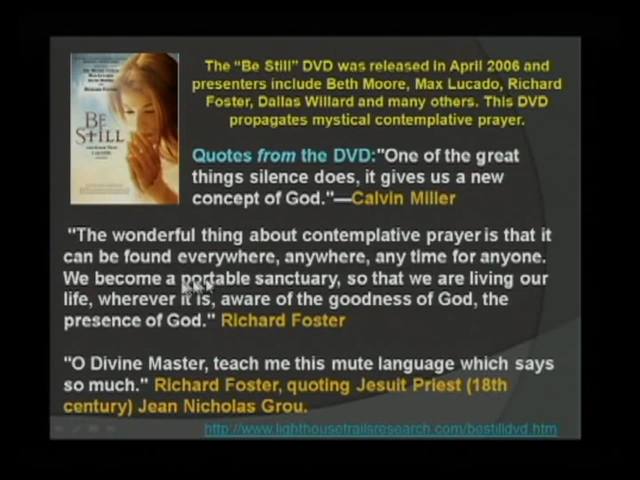 The "Be Still" DVD was released in April 2006 and
presenters include Beth Moore, Max Lucado, Richard
Foster, Dallas Willard and many others. This DVD
propagates mystical contemplative prayer.
BE
STILL
Quotes from the DVD:"One of the great
things silence does, it gives us a new
concept of God."—Calvin Miller
"The wonderful thing about contemplative prayer is that it
can be found everywhere, anywhere, any time for anyone.
We become a portable sanctuary, so that we are living our
life, wherever it is, aware of the goodness of God, the
presence of God." Richard Foster
"O Divine Master, teach me this mute language which says
so much." Richard Foster, quoting Jesuit Priest (18th
century) Jean Nicholas Grou.
http://www.lighthousetrailsresearch.com/bestilldvd.htm